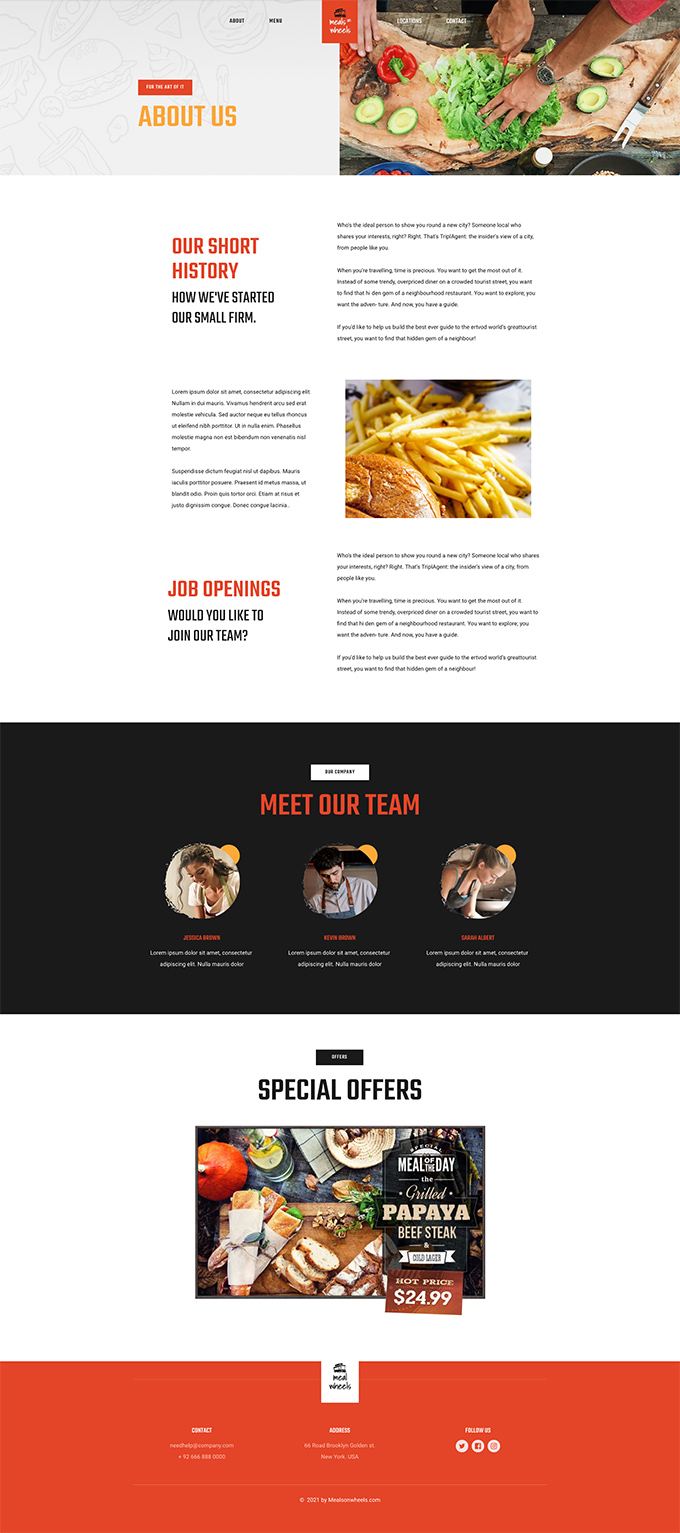 ABOUT
MENU
meals on
wheels
LOCATIONS
CONTACT
FOR THE ART OF IT
ABOUT US
OUR SHORT
HISTORY
HOW WE'VE STARTED
OUR SMALL FIRM.
Who's the ideal person to show you round a new city? Someone local who
shares your interests, right? Right. That's TriplAgent: the insider's view of a city,
from people like you.
When you're travelling, time is precious. You want to get the most out of it.
Instead of some trendy, overpriced diner on a crowded tourist street, you want
to find that hi den gem of a neighbourhood restaurant. You want to explore, you
want the adven- ture. And now, you have a guide.
If you'd like to help us build the best ever guide to the ertvod world's greattourist
street, you want to find that hidden gem of a neighbour!
Lorem ipsum dolor sit amet, consectetur adipiscing elit.
Nullam in dui mauris. Vivamus hendrerit arcu sed erat
molestie vehicula. Sed auctor neque eu tellus rhoncus
ut eleifend nibh porttitor. Ut in nulla enim. Phasellus
molestie magna non est bibendum non venenatis nisl
tempor.
Suspendisse dictum feugiat nisl ut dapibus. Mauris
iaculis porttitor posuere. Praesent id metus massa, ut
blandit odio. Proin quis tortor orci. Etiam at risus et
justo dignissim congue. Donec congue lacinia..
JOB OPENINGS
WOULD YOU LIKE TO
JOIN OUR TEAM?
Who's the ideal person to show you round a new city? Someone local who shares
your interests, right? Right. That's TriplAgent: the insider's view of a city, from
people like you.
When you're travelling, time is precious. You want to get the most out of it.
Instead of some trendy, overpriced diner on a crowded tourist street, you want to
find that hi den gem of a neighbourhood restaurant. You want to explore; you
want the adven- ture. And now, you have a guide.
If you'd like to help us build the best ever guide to the ertvod world's greattourist
street, you want to find that hidden gem of a neighbour!
OUR COMPANY
MEET OUR TEAM
JESSICA BROWN
Lorem ipsum dolor sit amet, consectetur
adipiscing elit. Nulla mauris dolor
KEVIN BROWN
Lorem ipsum dolor sit amet, consectetur
adipiscing elit. Nulla mauris dolor
SARAH ALBERT
Lorem ipsum dolor sit amet, consectetur
adipiscing elit. Nulla mauris dolor
OFFERS
SPECIAL OFFERS
SPECIAL
MEAL OF THE DAY
the
Grilled
PAPAYA
BEEF STEAK
&
COLD LAGER
HOT PRICE
$24.99
meal
wheels
CONTACT
needhelp@company.com
+ 92 666 888 0000
ADDRESS
66 Road Brooklyn Golden st.
New York. USA
FOLLOW US
© 2021 by Mealsonwheels.com